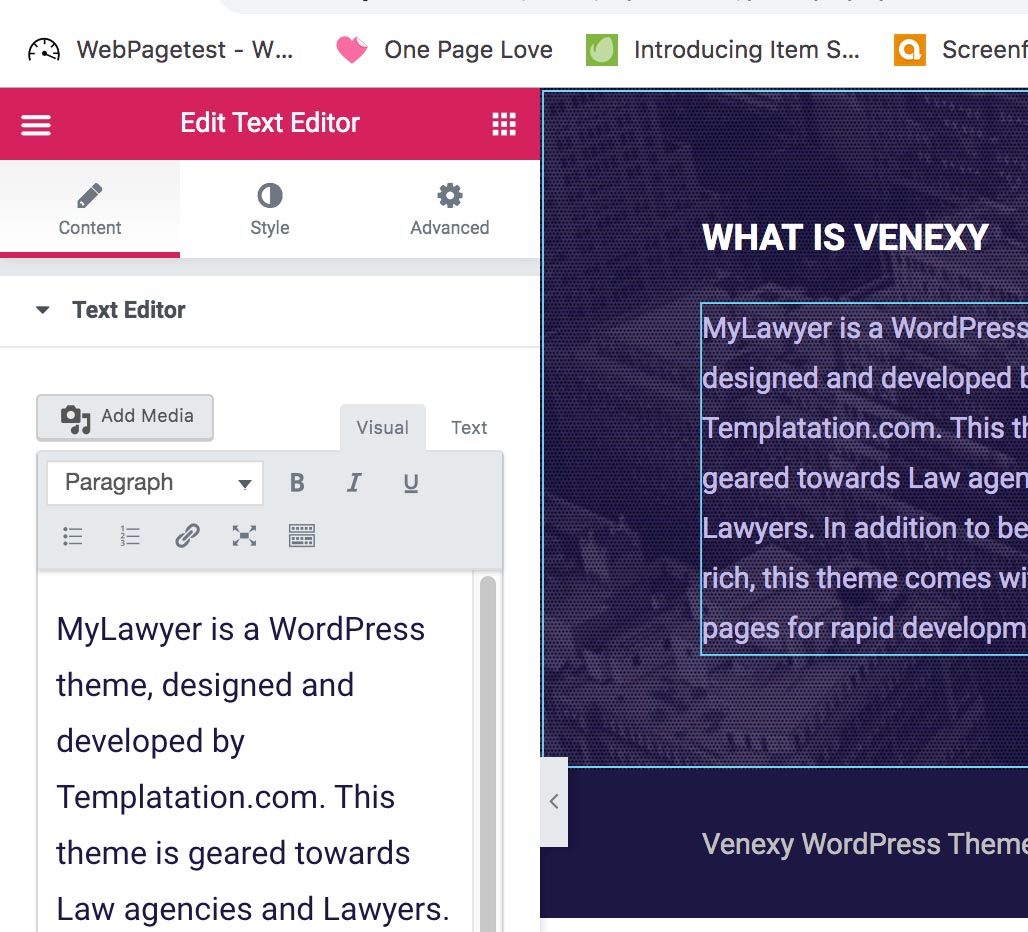 WebPagetest - W...
One Page Love
Introducing Item S...
Screenf
Edit Text Editor
Content
Style
Advanced
Text Editor
Add Media
Visual
Text
Paragraph
B
I
U
MyLawyer is a WordPress
theme, designed and
developed by
Templatation.com. This
theme is geared towards
Law agencies and Lawyers.
WHAT IS VENEXY
MyLawyer is a WordPress
designed and developed b
Templatation.com. This th
geared towards Law agen
Lawyers. In addition to be
rich, this theme comes wi
pages for rapid developm
Venexy WordPress Theme